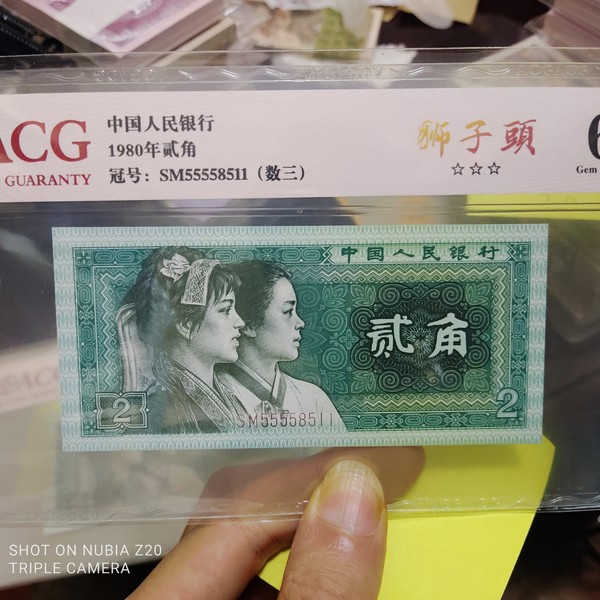 ACG
GUARANTY
中国人民银行
1980年贰角
冠号：SM55558511（数三）
狮子頭
☆☆☆
6
Gem
中国人民银行
贰角
2
SM55558511
2
SHOT ON NUBIA Z20
TRIPLE CAMERA